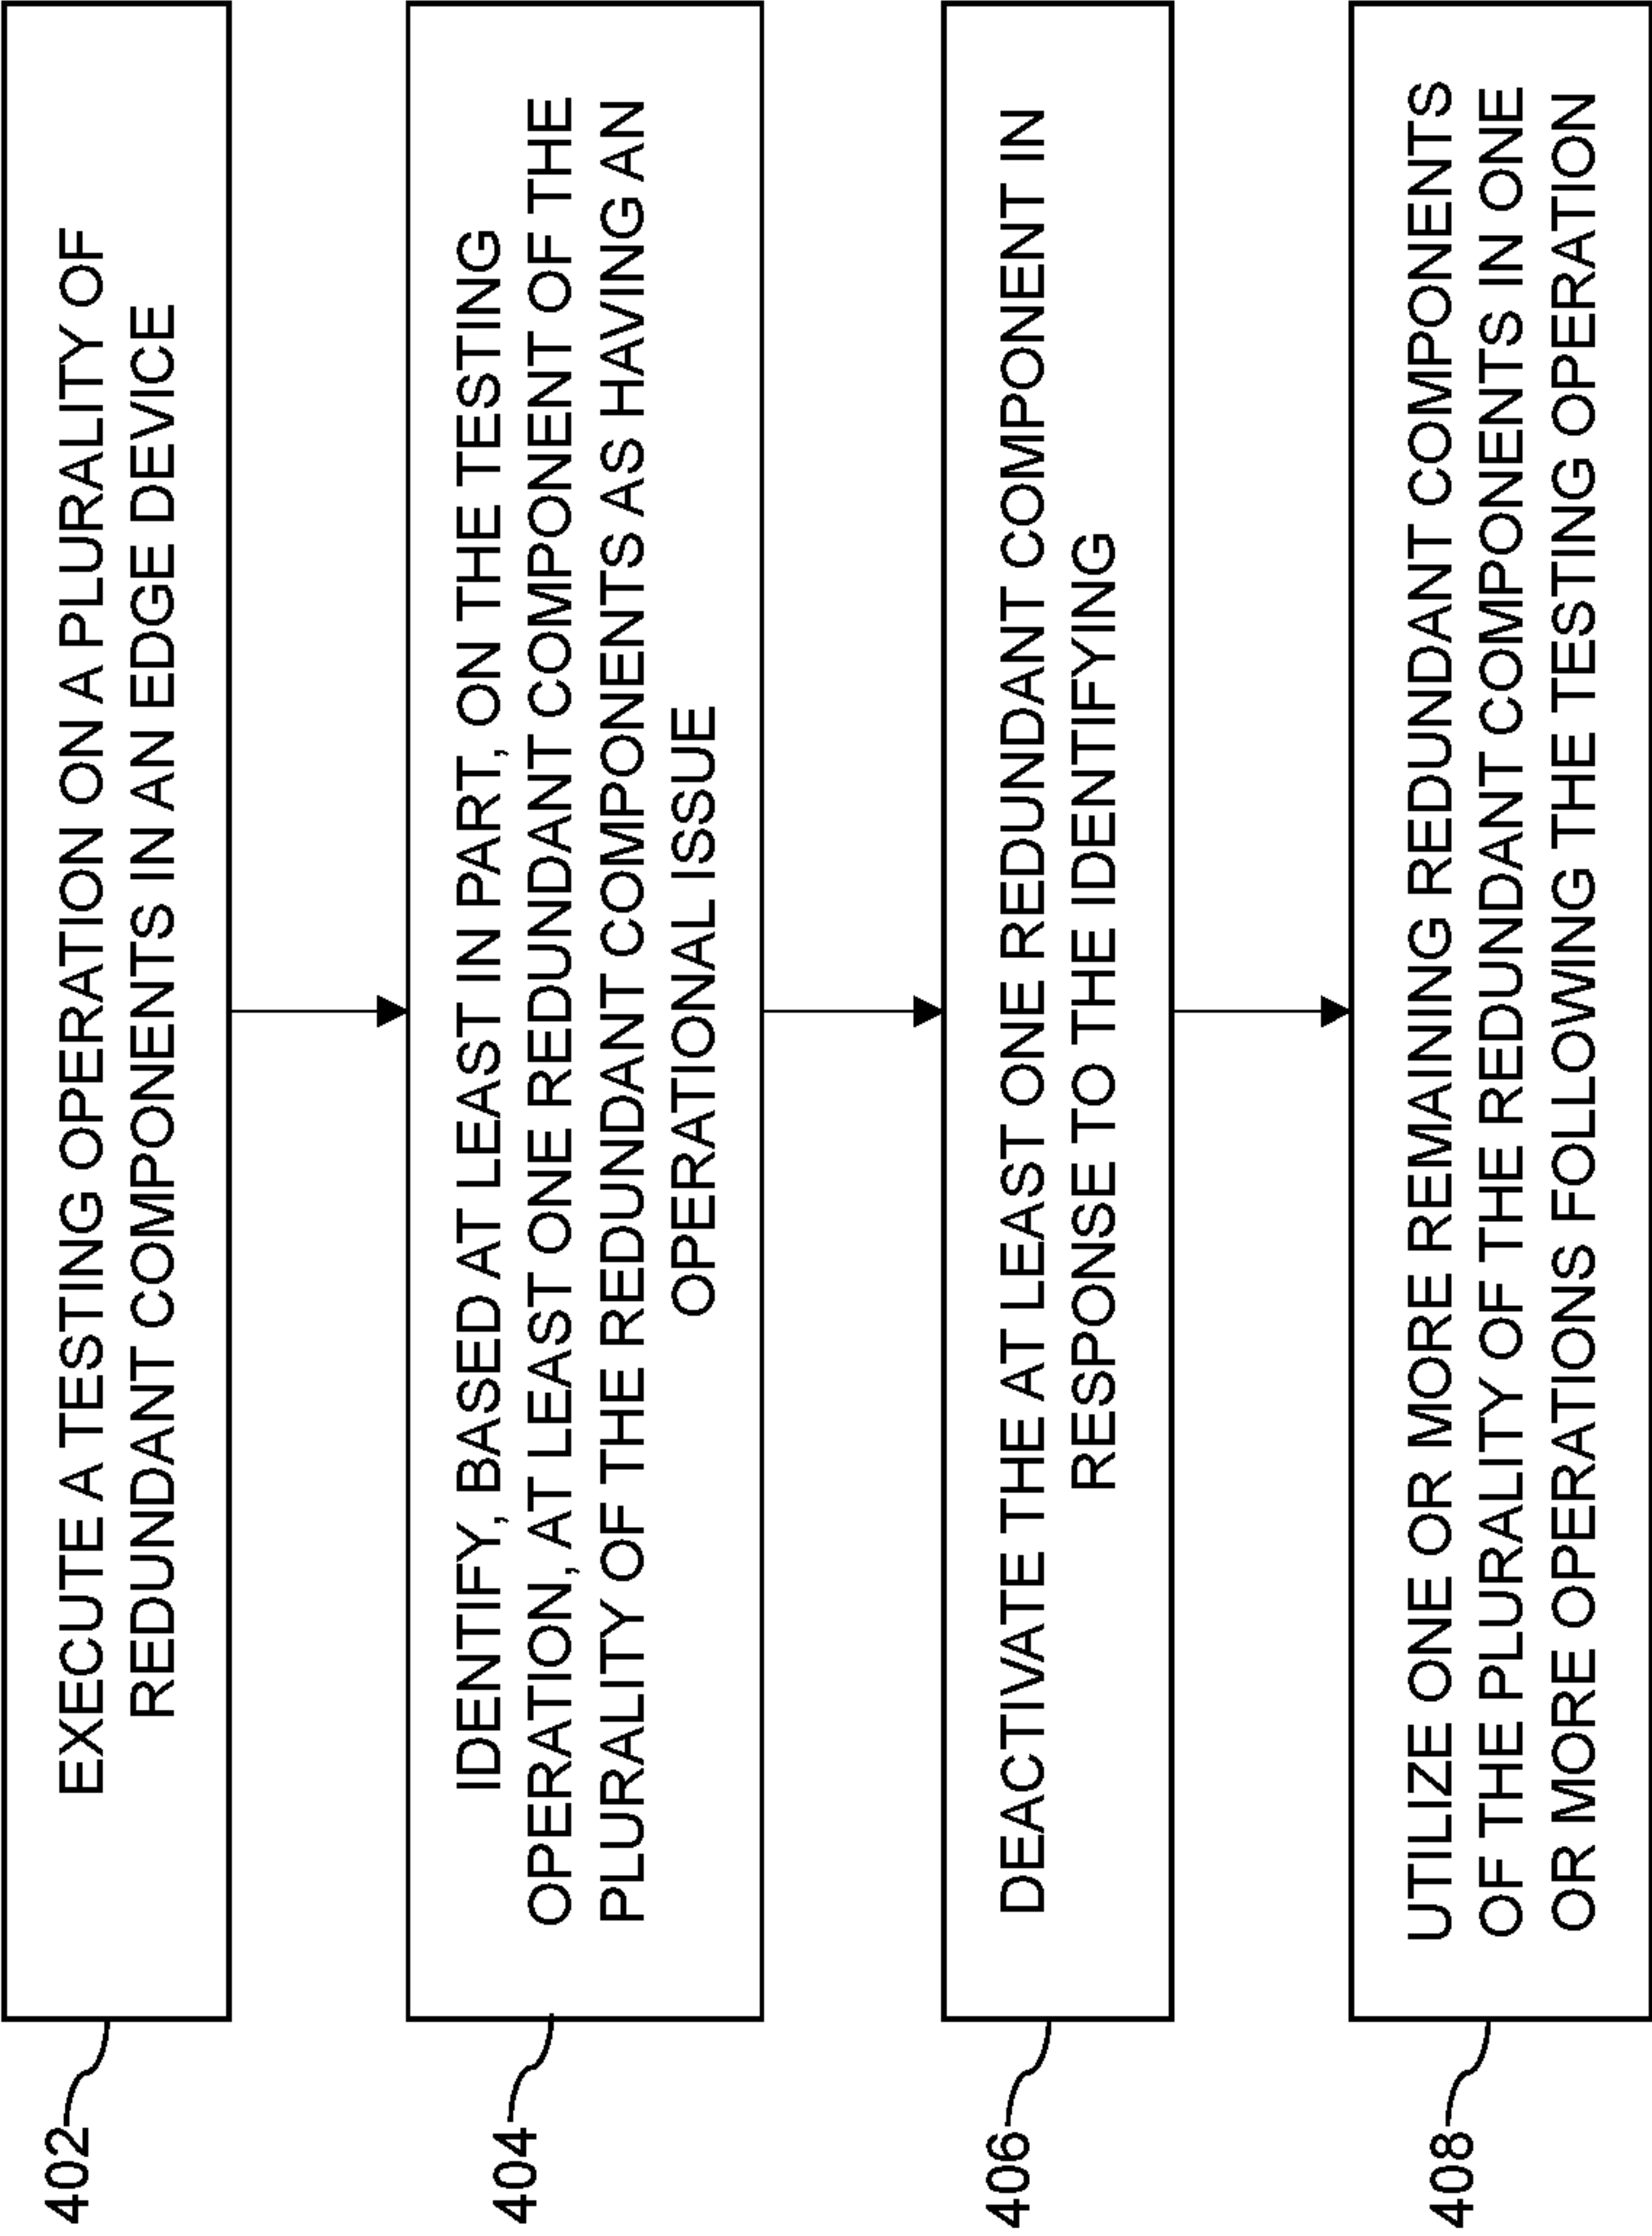 402
EXECUTE A TESTING OPERATION ON A PLURALITY OF
REDUNDANT COMPONENTS IN AN EDGE DEVICE
404
IDENTIFY, BASED AT LEAST IN PART, ON THE TESTING
OPERATION, AT LEAST ONE REDUNDANT COMPONENT OF THE
PLURALITY OF THE REDUNDANT COMPONENTS AS HAVING AN
OPERATIONAL ISSUE
406
DEACTIVATE THE AT LEAST ONE REDUNDANT COMPONENT IN
RESPONSE TO THE IDENTIFYING
408
UTILIZE ONE OR MORE REMAINING REDUNDANT COMPONENTS
OF THE PLURALITY OF THE REDUNDANT COMPONENTS IN ONE
OR MORE OPERATIONS FOLLOWING THE TESTING OPERATION